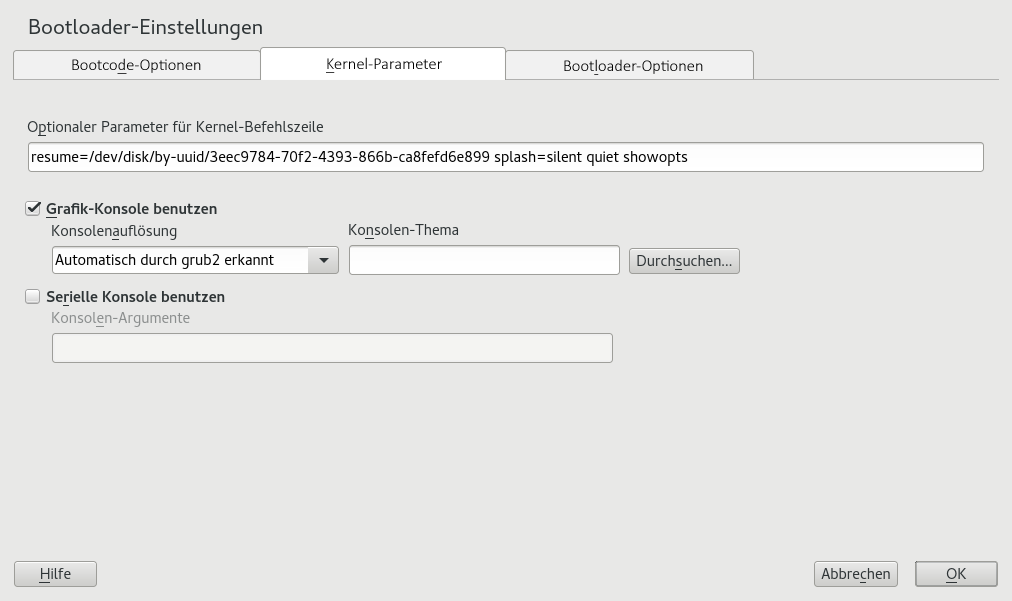 Bootloader-Einstellungen
Bootcode-Optionen
Kernel-Parameter
Bootloader-Optionen
Optionaler Parameter für Kernel-Befehlszeile
resume=/dev/disk/by-uuid/3eec9784-70f2-4393-866b-ca8fefd6e899 splash=silent quiet showopts
Grafik-Konsole benutzen
Konsolenauflösung
Konsolen-Thema
Automatisch durch grub2 erkannt
Durchsuchen...
Serielle Konsole benutzen
Konsolen-Argumente
Hilfe
Abbrechen
OK